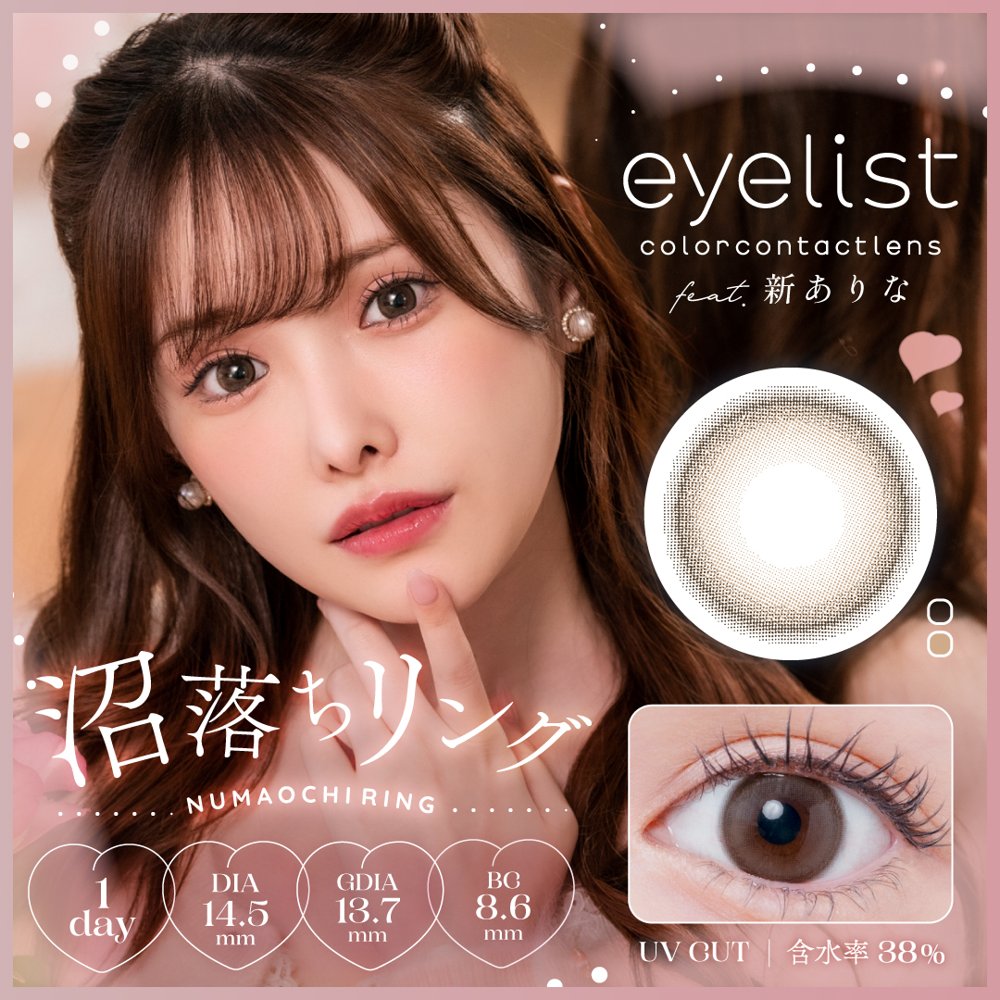 eyelist
colorcontactlens
feat. 新ありな
沼落ちリング
NUMAOCHI RING
1
day
DIA
14.5
mm
GDIA
13.7
mm
BC
8.6
mm
UV CUT | 含水率 38%